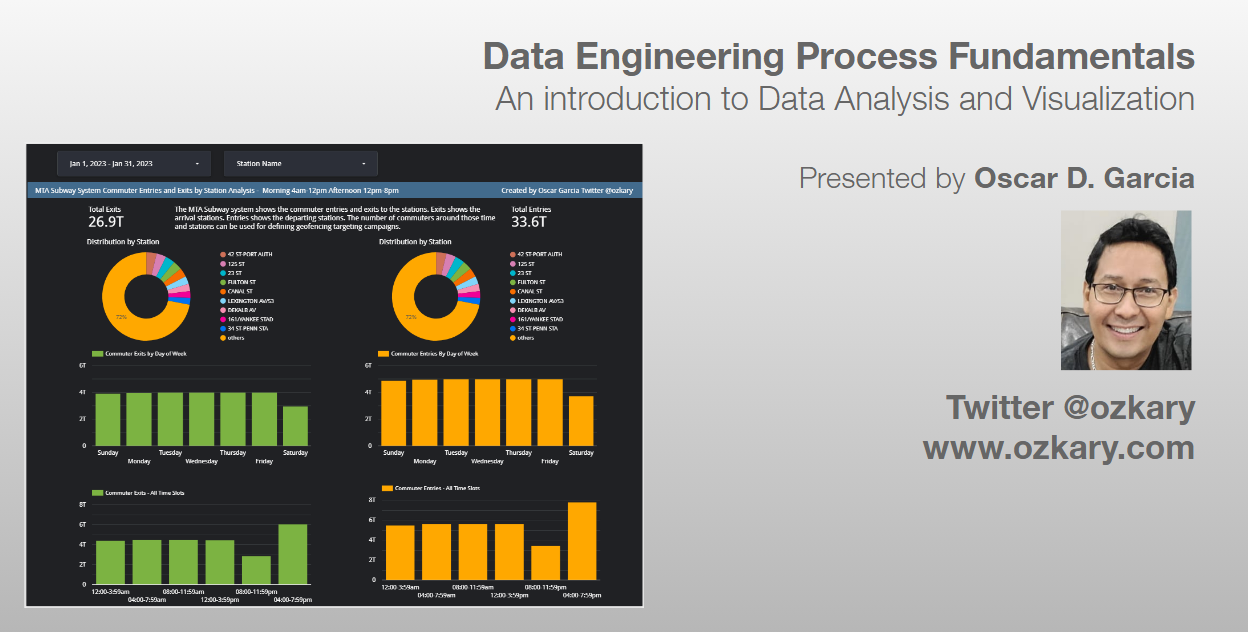 Data Engineering Process Fundamentals
An introduction to Data Analysis and Visualization
Presented by Oscar D. Garcia
Twitter @ozkary
www.ozkary.com
Jan 1, 2023 - Jan 31, 2023
Station Name
MTA Subway System Commuter Entries and Exits by Station Analysis Morning 4am-12pm Afternoon 12pm-8pm
Created by Oscar Garcia Twitter @ozkary
Total Exits
26.9T
The MTA Subway system shows the commuter entries and exits to the stations. Exits shows the
arrival stations. Entries shows the departing stations. The number of commuters around those time
and stations can be used for defining geofencing targeting campaigns.
Total Entries
33.6T
Distribution by Station
72%
42 ST-PORT AUTH
125 ST
23 ST
FULTON ST
CANAL ST
LEXINGTON AV/53
DEKALB AV
161/YANKEE STAD
34 ST-PENN STA
others
Distribution by Station
72%
42 ST-PORT AUTH
125 ST
23 ST
FULTON ST
CANAL ST
LEXINGTON AV/53
DEKALB AV
161/YANKEE STAD
34 ST-PENN STA
others
Commuter Exits by Day of Week
6T
4T
2T
0
Sunday
Monday
Tuesday
Wednesday
Thursday
Friday
Saturday
Commuter Entries By Day of Week
6T
4T
2T
0
Sunday
Monday
Tuesday
Wednesday
Thursday
Friday
Saturday
Commuter Exits - All Time Slots
8T
6T
4T
2T
0
12:00-3:59am
04:00-7:59am
08:00-11:59am
12:00-3:59pm
08:00-11:59pm
04:00-7:59pm
Commuter Entries - All Time Slots
8T
6T
4T
2T
0
12:00-3:59am
04:00-7:59am
08:00-11:59am
12:00-3:59pm
08:00-11:59pm
04:00-7:59pm